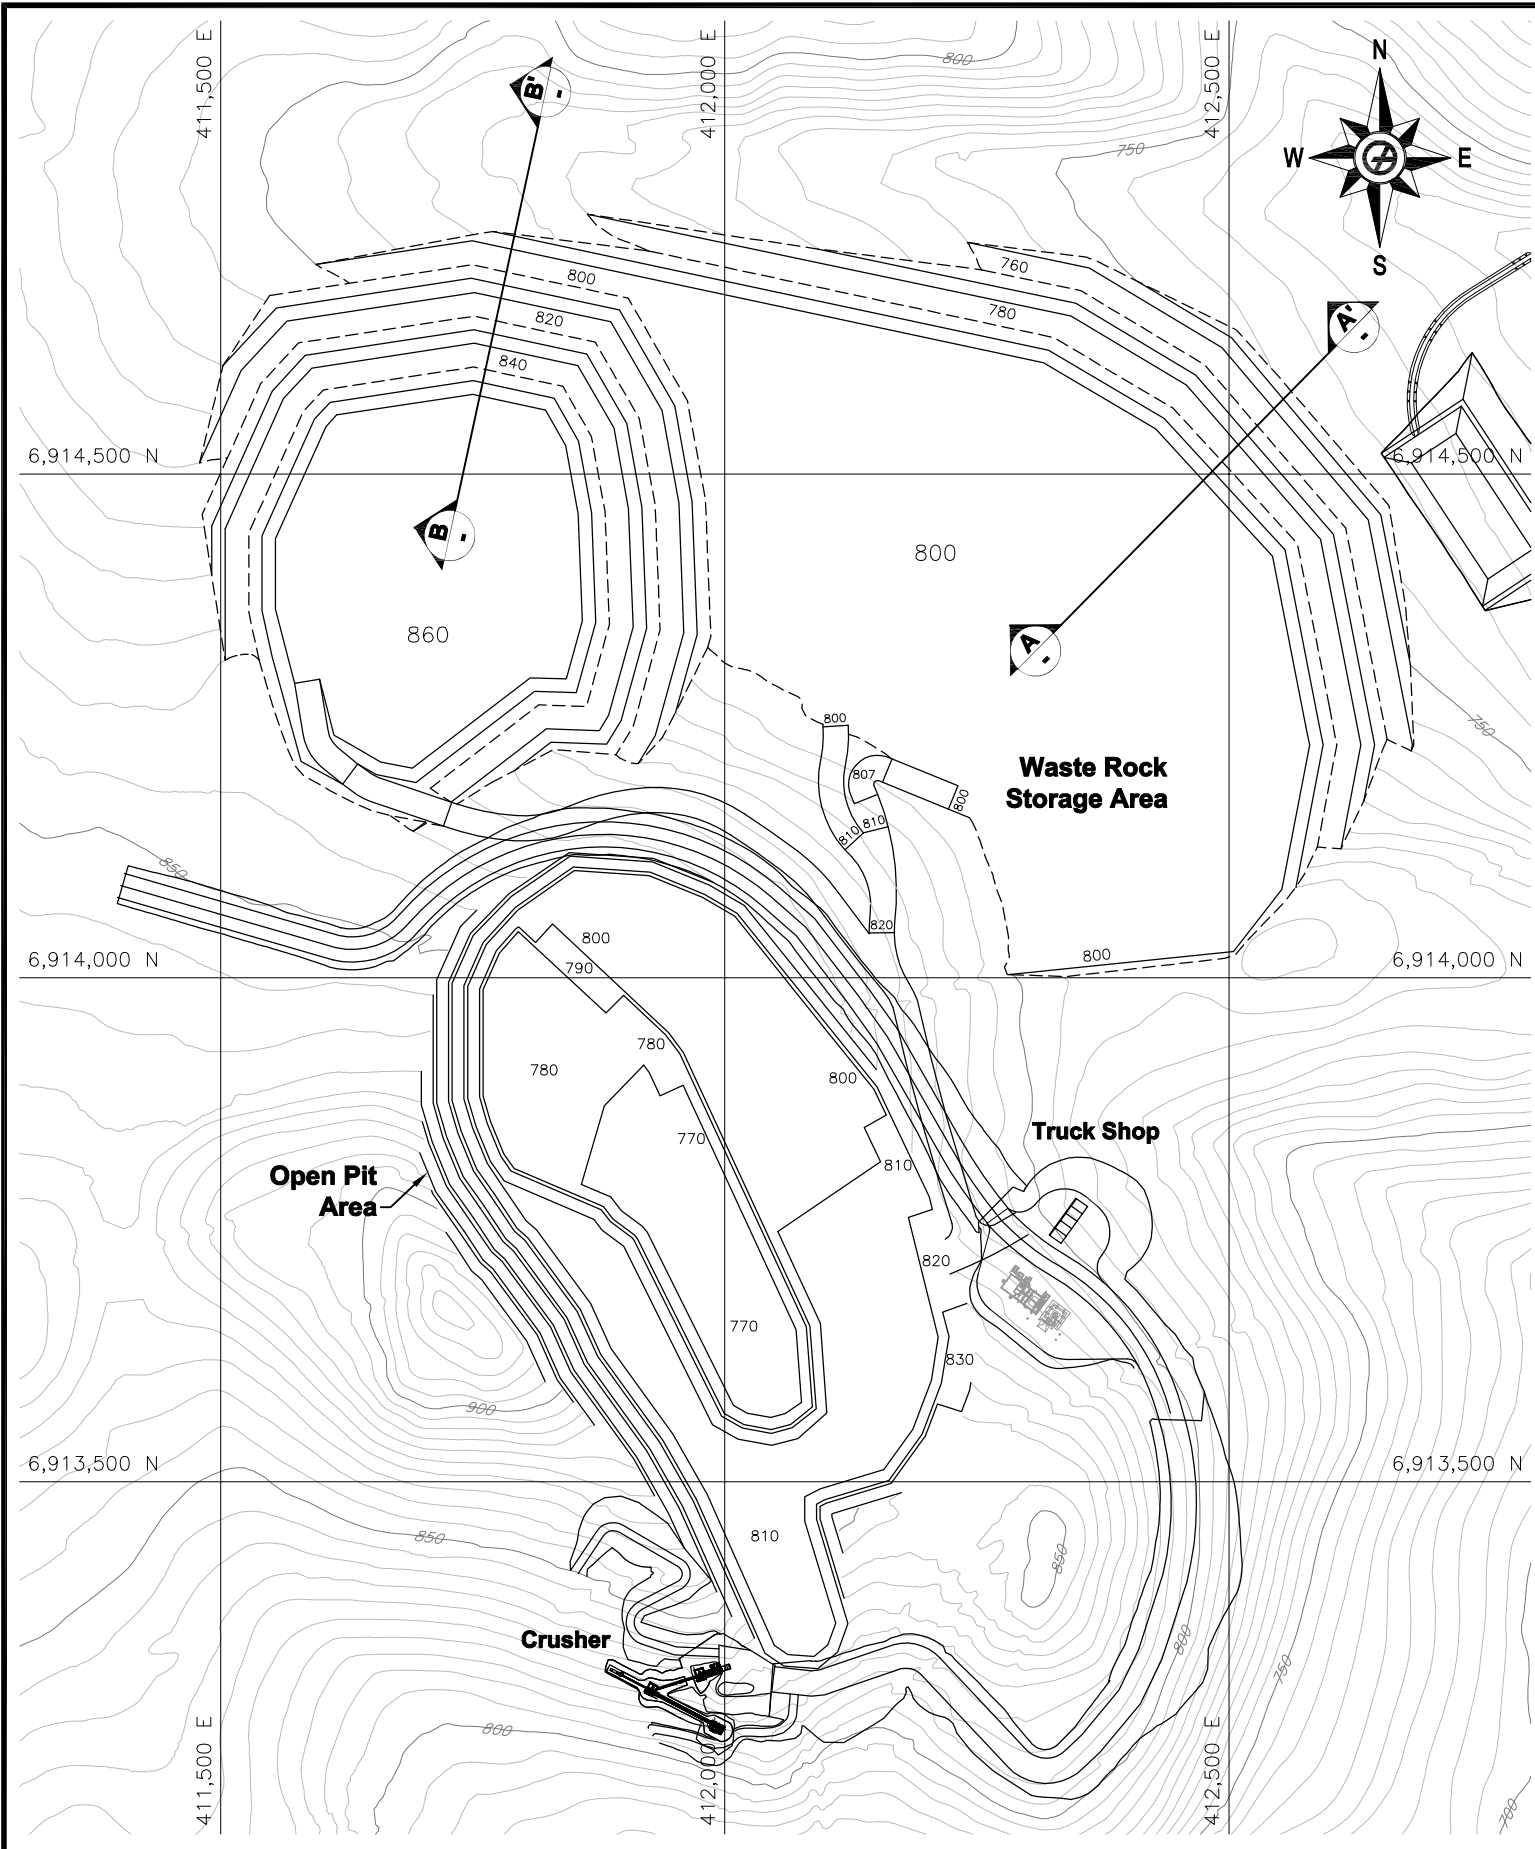 411,500 E
412,000 E
412,500 E
800
N
W
E
S
B'
-
750
760
780
800
820
840
A'
-
6,914,500 N
6,914,500 N
B
-
800
860
A
-
750
800
807
800
810
810
Waste Rock
Storage Area
850
820
800
800
790
6,914,000 N
6,914,000 N
780
780
800
770
810
Truck Shop
Open Pit
Area
820
770
830
900
6,913,500 N
6,913,500 N
810
850
850
Crusher
800
750
800
700
411,500 E
412,000
412,500 E